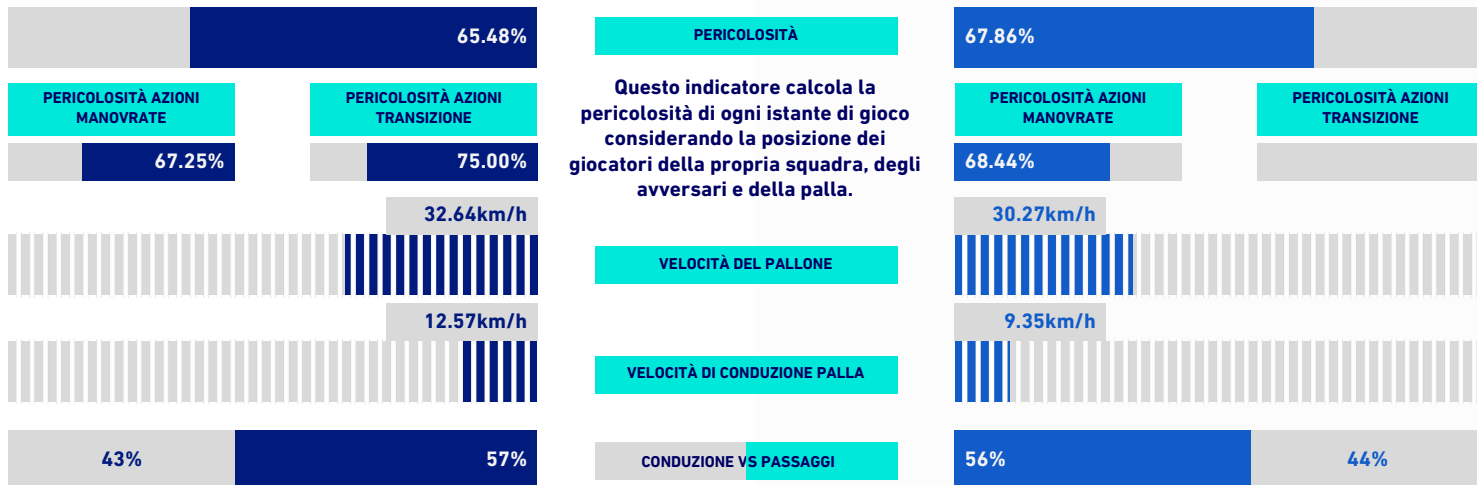 65.48%
PERICOLOSITÀ
67.86%
PERICOLOSITÀ AZIONI
MANOVRATE
PERICOLOSITÀ AZIONI
TRANSIZIONE
67.25%
75.00%
Questo indicatore calcola la
pericolosità di ogni istante di gioco
considerando la posizione dei
giocatori della propria squadra, degli
avversari e della palla.
PERICOLOSITÀ AZIONI
MANOVRATE
PERICOLOSITÀ AZIONI
TRANSIZIONE
68.44%
32.64km/h
VELOCITÀ DEL PALLONE
30.27km/h
12.57km/h
VELOCITÀ DI CONDUZIONE PALLA
9.35km/h
43%
57%
CONDUZIONE VS PASSAGGI
56%
44%